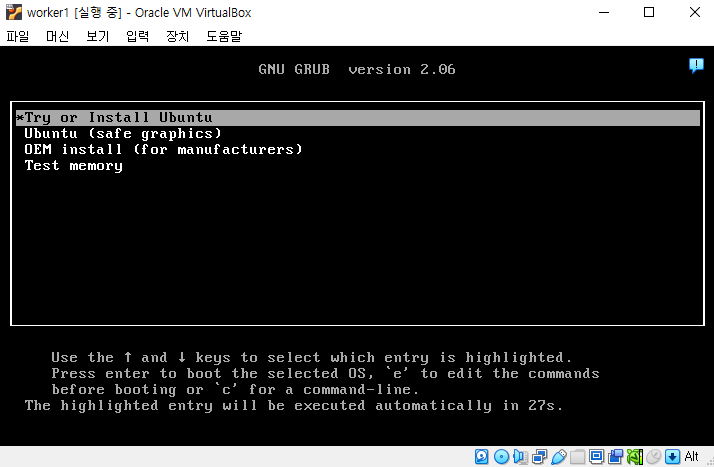 worker1 [실행 중] - Oracle VM VirtualBox
파일 머신 보기 입력 장치 도움말
GNU GRUB version 2.06
*Try or Install Ubuntu
Ubuntu (safe graphics)
OEM install (for manufacturers)
Test memory
Use the ↑ and ↓ keys to select which entry is highlighted.
Press enter to boot the selected OS, `e' to edit the commands
before booting or `c' for a command-line.
The highlighted entry will be executed automatically in 27s.
Alt